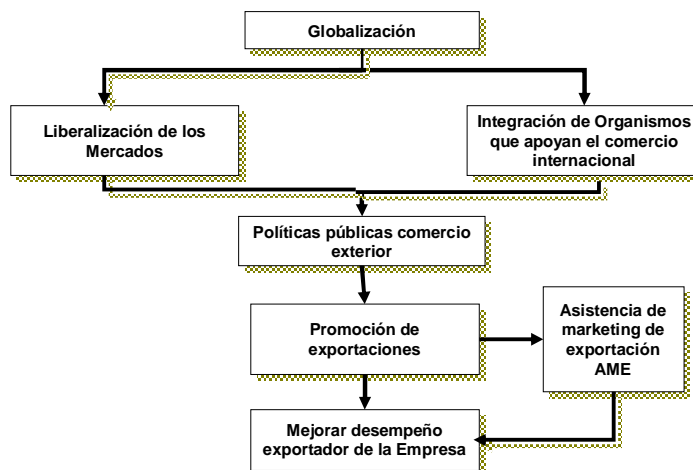 Globalización
Liberalización de los
Mercados
Integración de Organismos
que apoyan el comercio
internacional
Políticas públicas comercio
exterior
Promoción de
exportaciones
Asistencia de
marketing de
exportación
AME
Mejorar desempeño
exportador de la Empresa